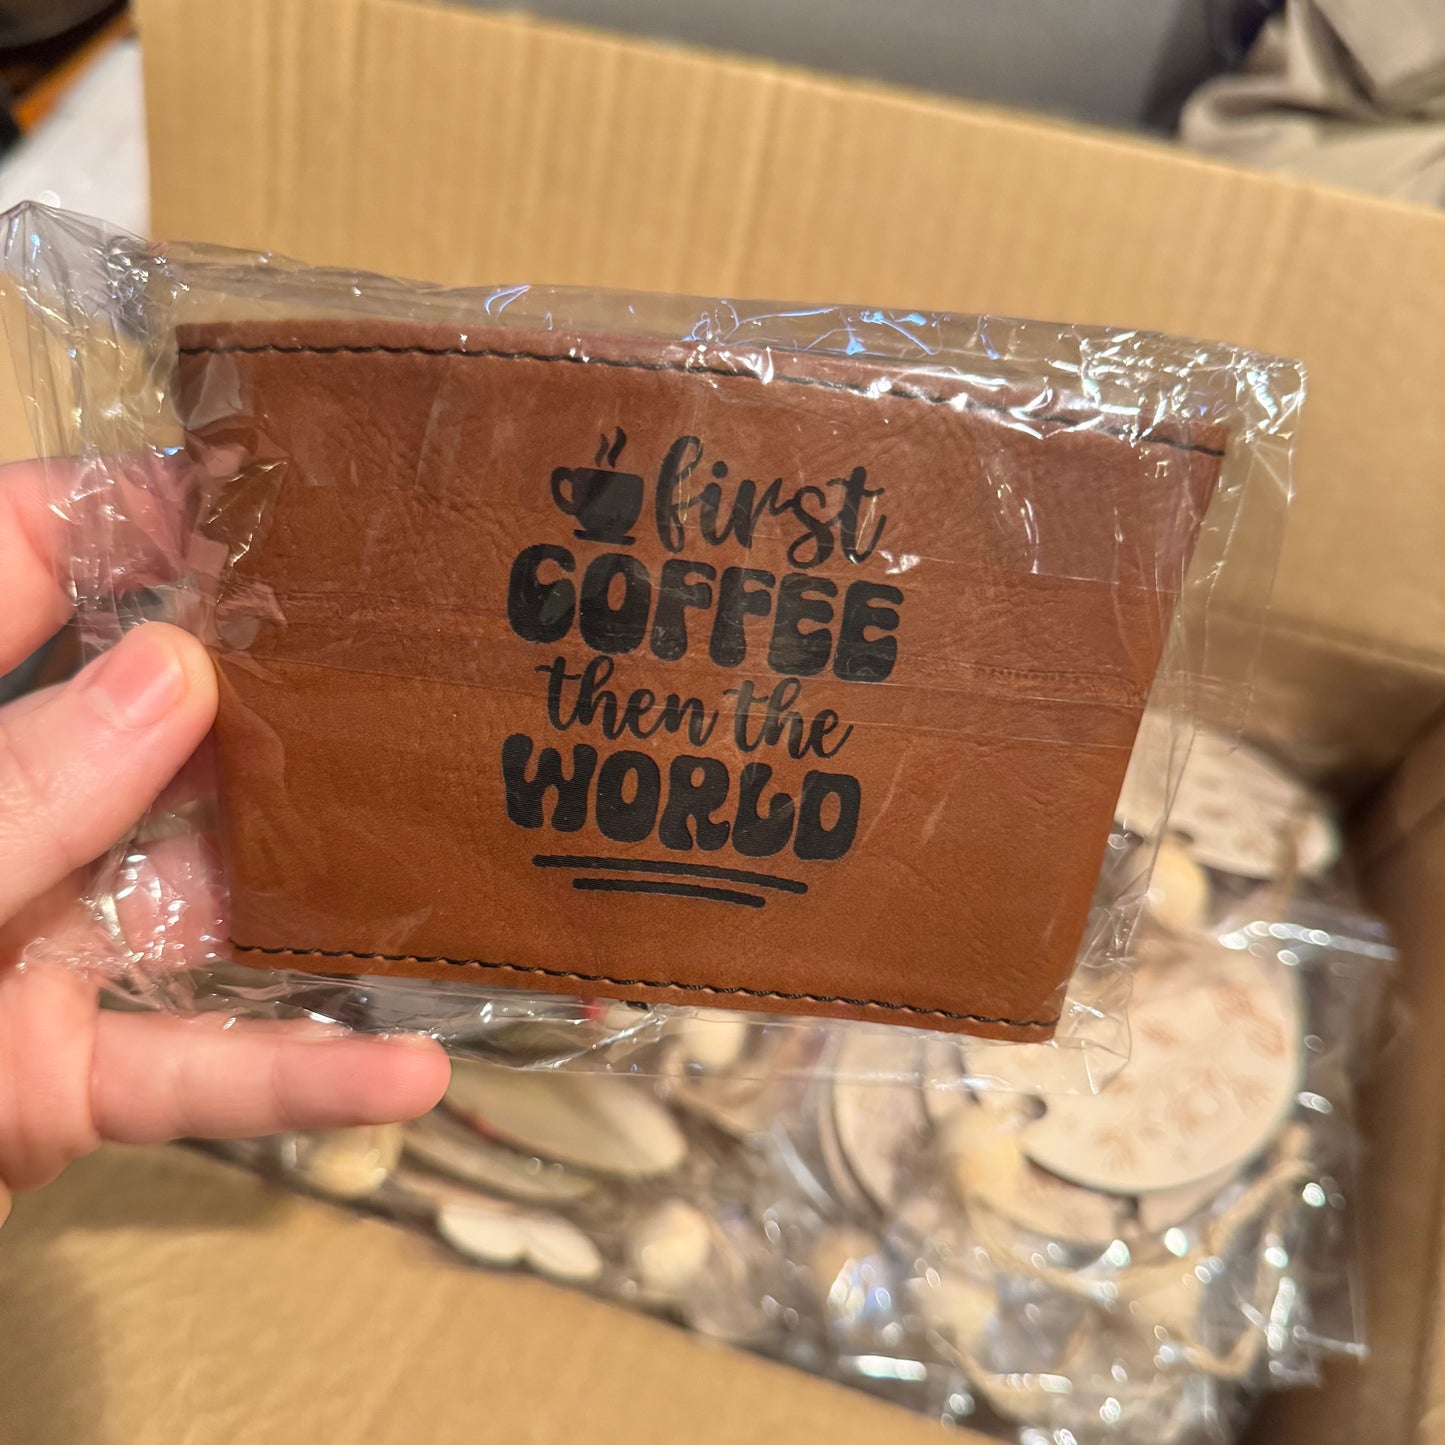 first
COFFEE
then the
WORLD